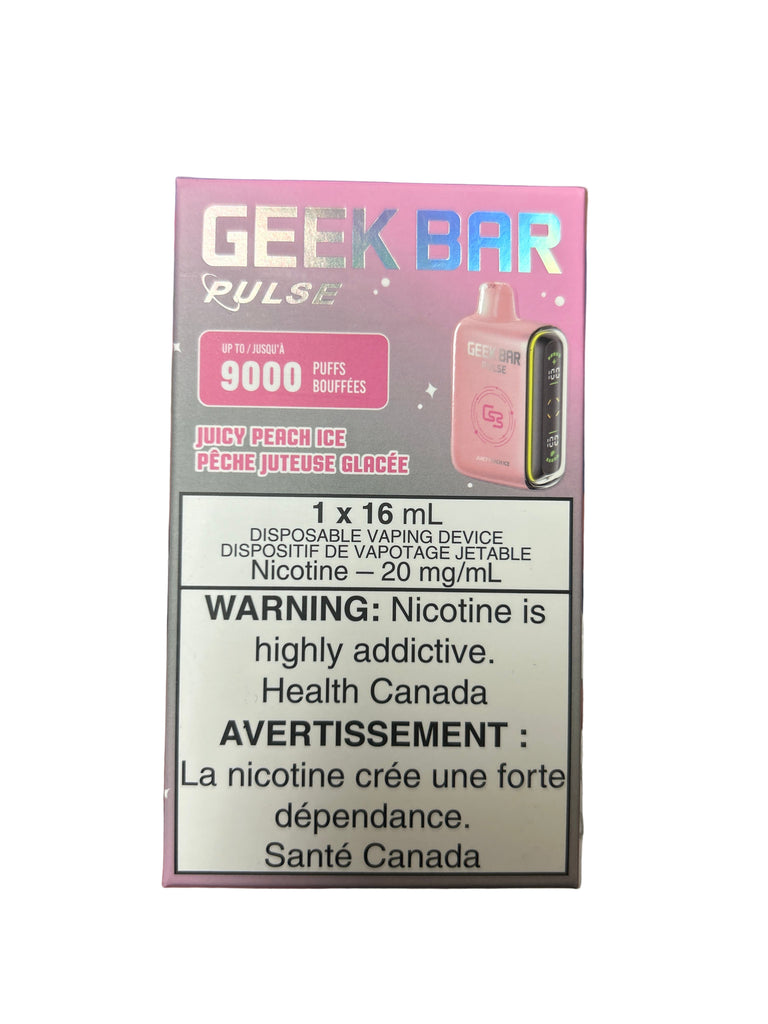 GEEK BAR
PULSE
UP TO / JUSQU'À
9000 PUFFS
BOUFFÉES
JUICY PEACH ICE
PÊCHE JUTEUSE GLACÉE
GEEK BAR
PULSE
100
100
1 x 16 mL
DISPOSABLE VAPING DEVICE
DISPOSITIF DE VAPOTAGE JETABLE
Nicotine – 20 mg/mL
WARNING: Nicotine is
highly addictive.
Health Canada
AVERTISSEMENT :
La nicotine crée une forte
dépendance.
Santé Canada